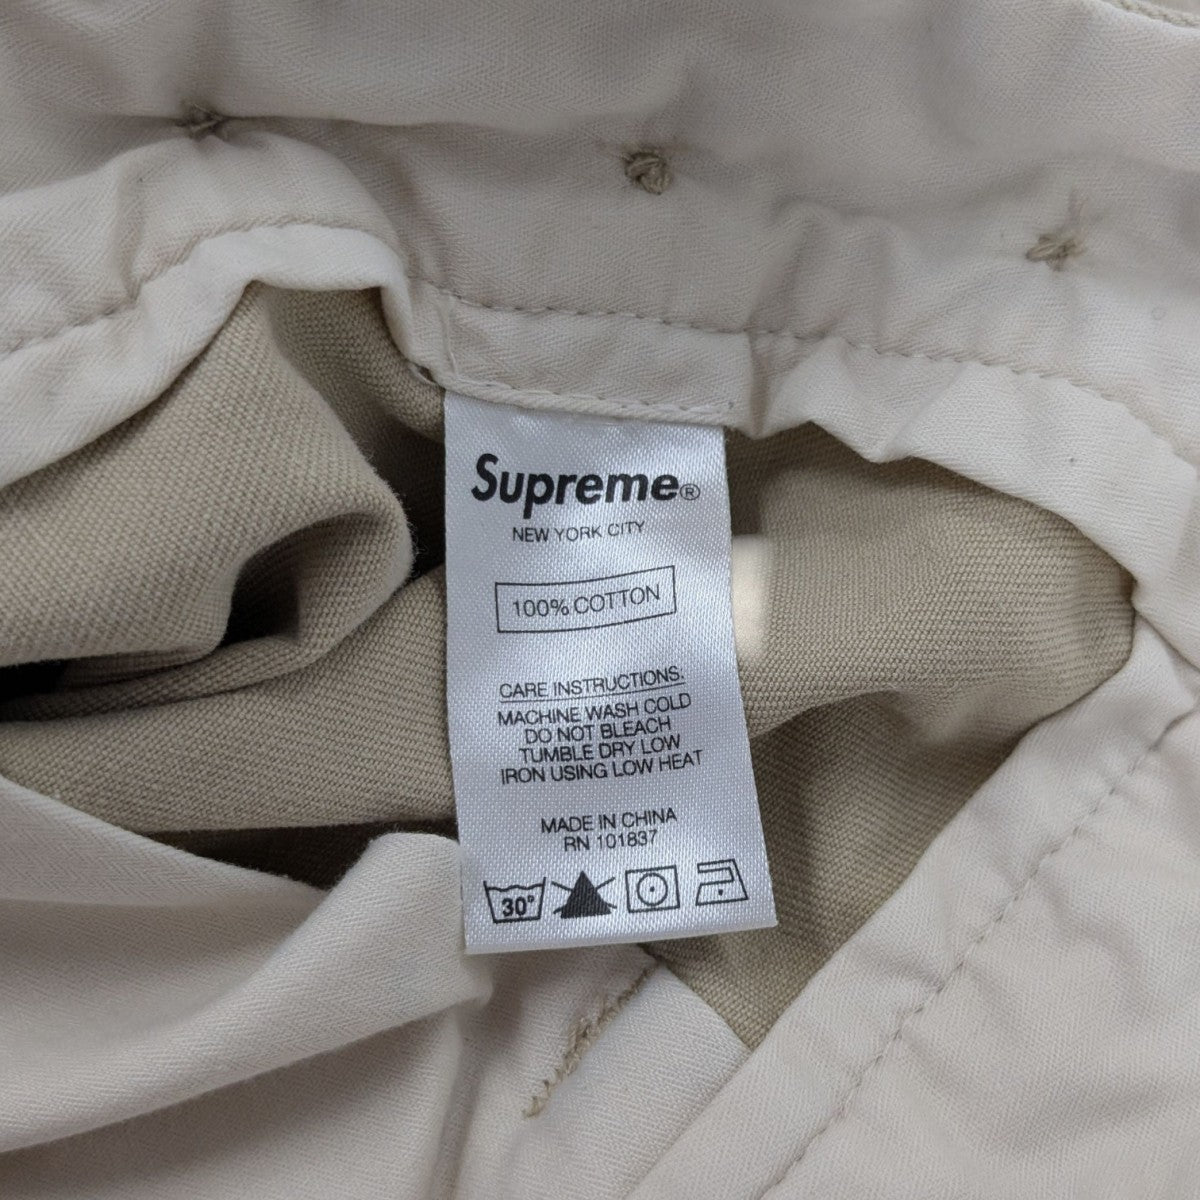 Supreme®
NEW YORK CITY
100% COTTON
CARE INSTRUCTIONS:
MACHINE WASH COLD
DO NOT BLEACH
TUMBLE DRY LOW
IRON USING LOW HEAT
MADE IN CHINA
RN 101837
30°